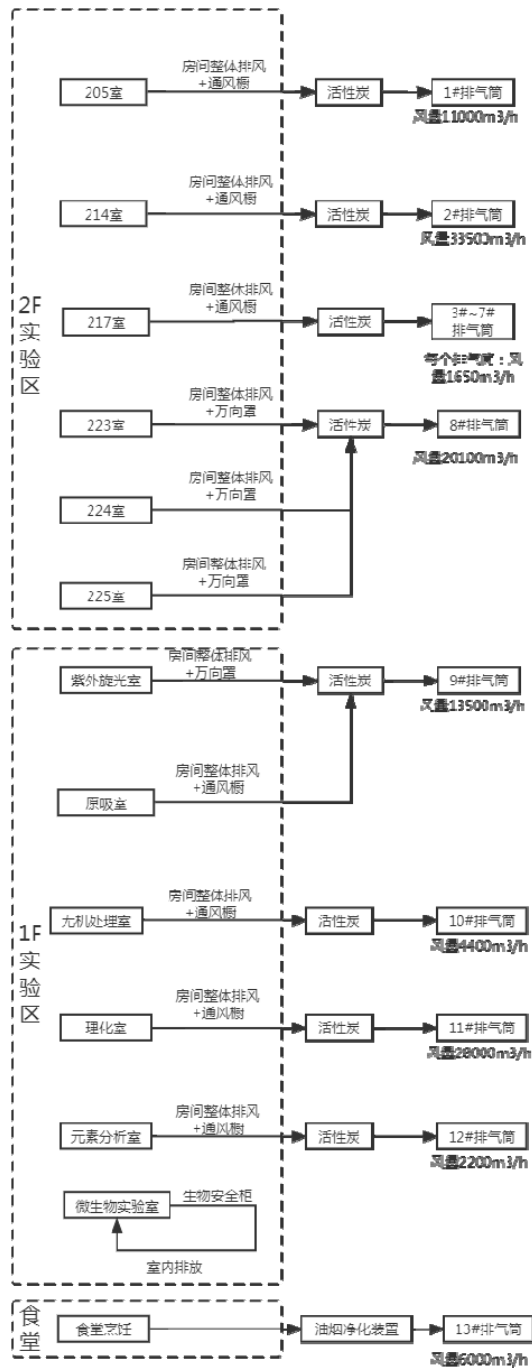 2F
实
验
区
房间整体排风
+通风橱
205室
活性炭
1#排气筒
风量11000m3/h
房间整体排风
+通风橱
214室
活性炭
2#排气筒
风量33500m3/h
房间整体排风
+通风橱
217室
活性炭
3#~7#
排气筒
每个排气筒：风
量1650m3/h
房间整体排风
+万向罩
223室
活性炭
8#排气筒
风量20100m3/h
房间整体排风
+万向罩
224室
房间整体排风
+万向罩
225室
1F
实
验
区
房间整体排风
+万向罩
紫外旋光室
活性炭
9#排气筒
风量13500m3/h
房间整体排风
+通风橱
原吸室
房间整体排风
+通风橱
无机处理室
活性炭
10#排气筒
风量4400m3/h
房间整体排风
+通风橱
理化室
活性炭
11#排气筒
风量28000m3/h
房间整体排风
+通风橱
元素分析室
活性炭
12#排气筒
风量2200m3/h
微生物实验室
生物安全柜
室内排放
食
堂
食堂烹饪
油烟净化装置
13#排气筒
风量6000m3/h